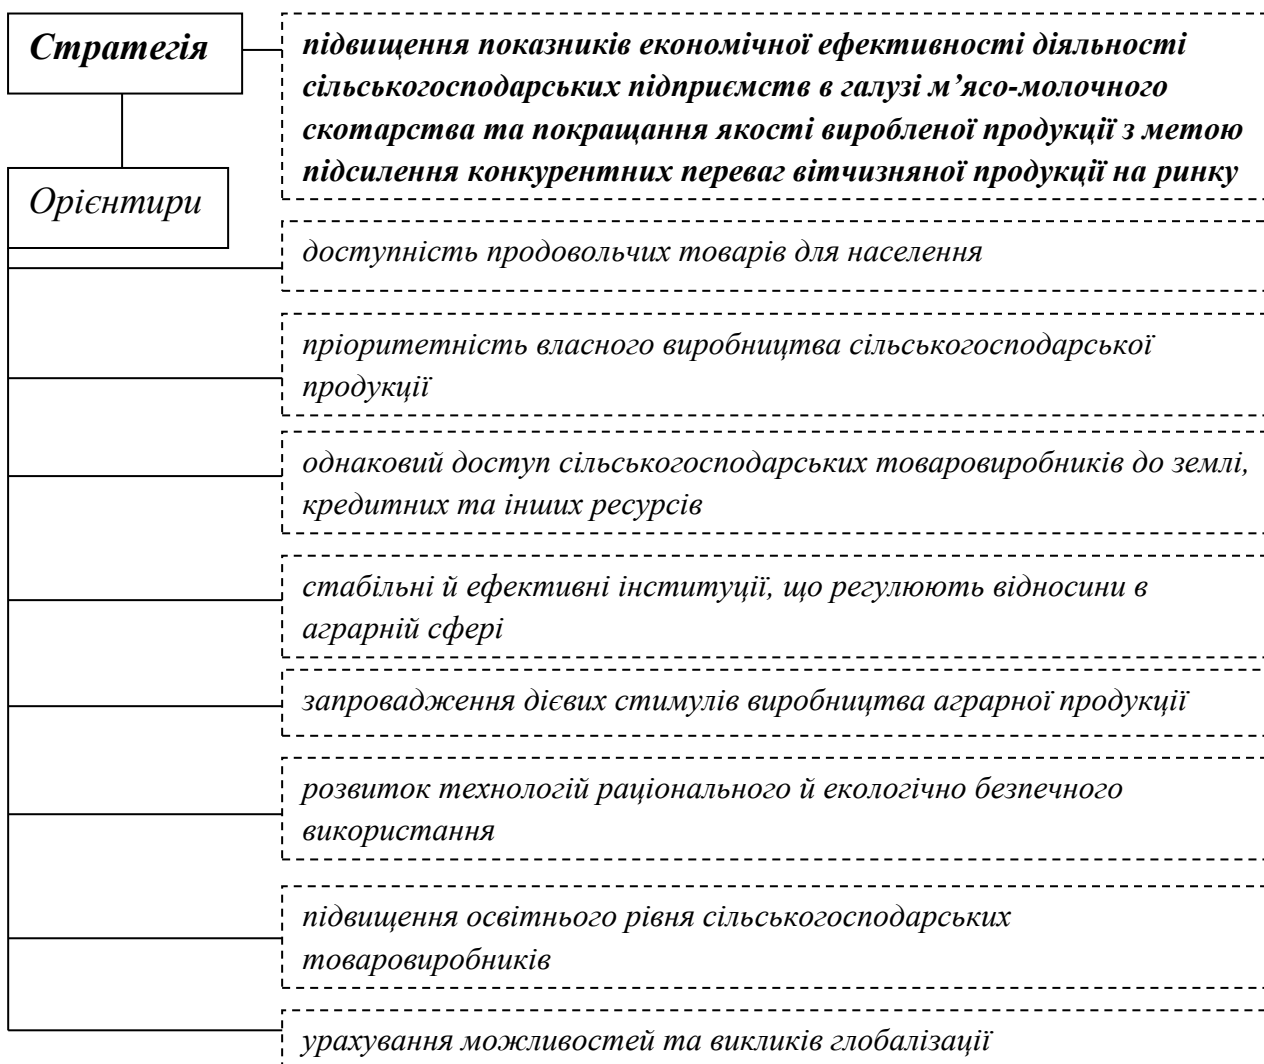 Стратегія
підвищення показників економічної ефективності діяльності
сільськогосподарських підприємств в галузі м’ясо-молочного
скотарства та покращання якості виробленої продукції з метою
підсилення конкурентних переваг вітчизняної продукції на ринку
Орієнтири
доступність продовольчих товарів для населення
пріоритетність власного виробництва сільськогосподарської
продукції
однаковий доступ сільськогосподарських товаровиробників до землі,
кредитних та інших ресурсів
стабільні й ефективні інституції, що регулюють відносини в
аграрній сфері
запровадження дієвих стимулів виробництва аграрної продукції
розвиток технологій раціонального й екологічно безпечного
використання
підвищення освітнього рівня сільськогосподарських
товаровиробників
урахування можливостей та викликів глобалізації